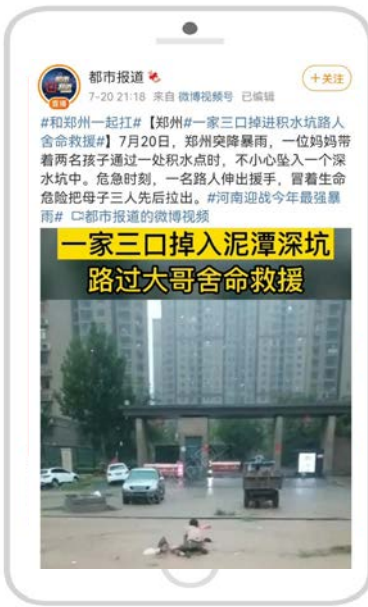 都市报道
+关注
7-20 21:18 来自 微博视频号 已编辑
#和郑州一起扛#【郑州#一家三口掉进积水坑路人
舍命救援#】7月20日，郑州突降暴雨，一位妈妈带
着两名孩子通过一处积水点时，不小心坠入一个深
水坑中。危急时刻，一名路人伸出援手，冒着生命
危险把母子三人先后拉出。#河南迎战今年最强暴
雨# 都市报道的微博视频
一家三口掉入泥潭深坑
路过大哥舍命救援